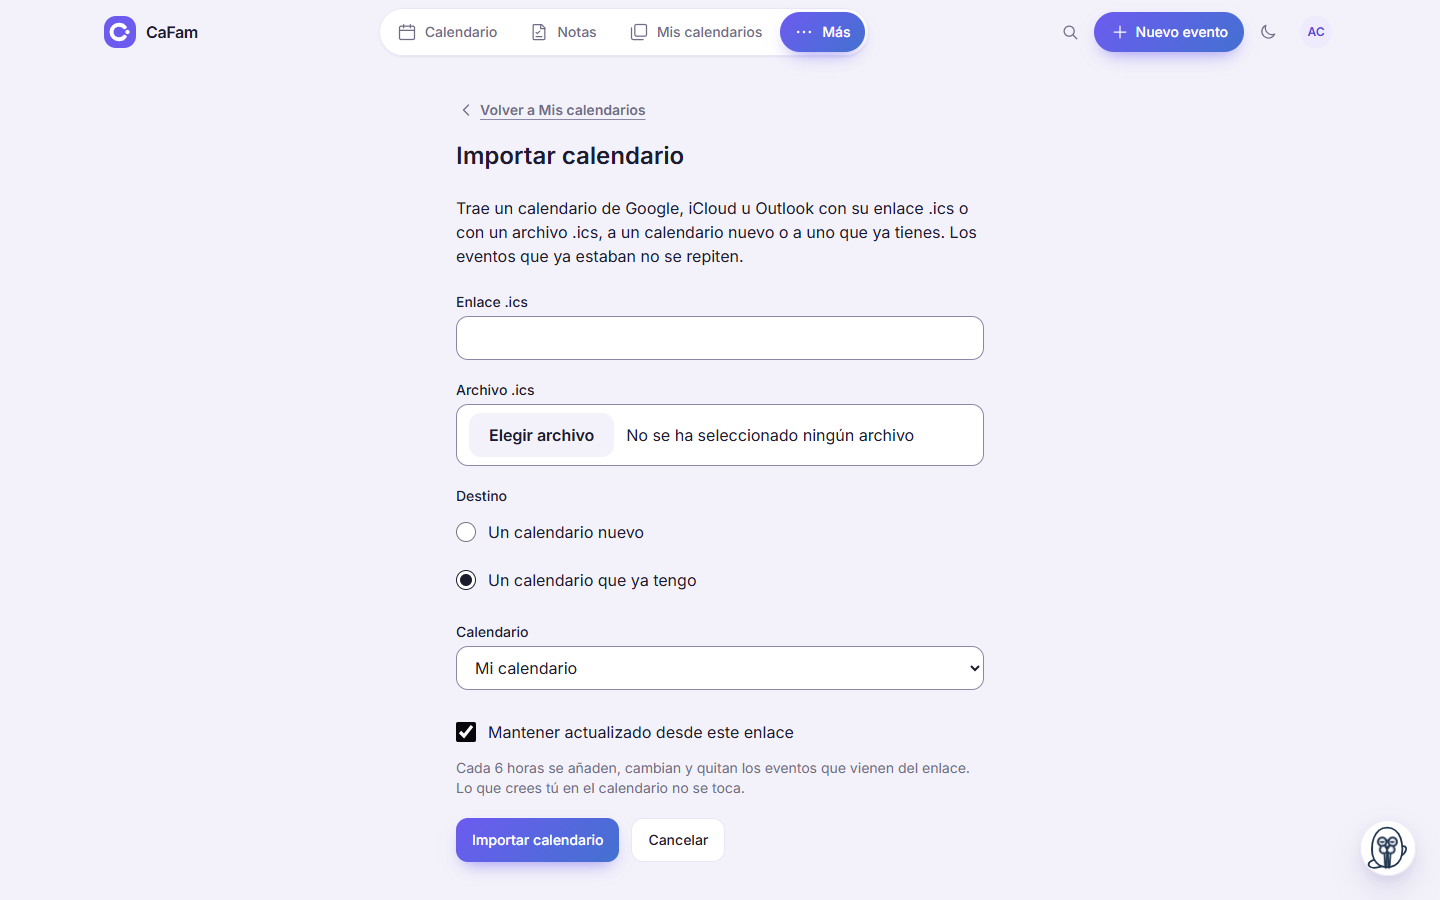 CaFam
Calendario
Notas
Mis calendarios
Más
Nuevo evento
AC
Volver a Mis calendarios
Importar calendario
Trae un calendario de Google, iCloud u Outlook con su enlace .ics o
con un archivo .ics, a un calendario nuevo o a uno que ya tienes. Los
eventos que ya estaban no se repiten.
Enlace .ics
Archivo .ics
Elegir archivo No se ha seleccionado ningún archivo
Destino
Un calendario nuevo
Un calendario que ya tengo
Calendario
Mi calendario
Mantener actualizado desde este enlace
Cada 6 horas se añaden, cambian y quitan los eventos que vienen del enlace.
Lo que crees tú en el calendario no se toca.
Importar calendario
Cancelar